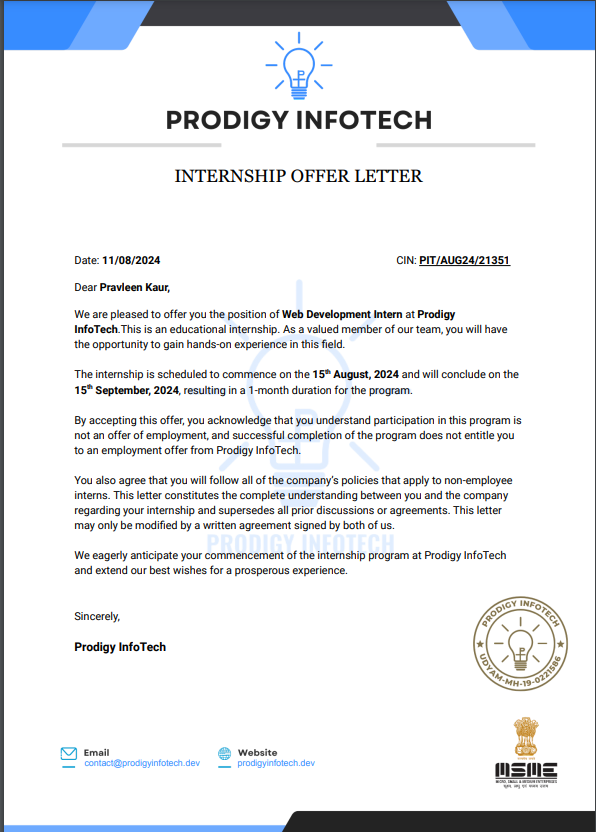 PRODIGY INFOTECH
INTERNSHIP OFFER LETTER
Date: 11/08/2024 CIN: PIT/AUG24/21351
Dear Pravleen Kaur,
We are pleased to offer you the position of Web Development Intern at Prodigy
InfoTech.This is an educational internship. As a valued member of our team, you will have
the opportunity to gain hands-on experience in this field.
The internship is scheduled to commence on the 15th August, 2024 and will conclude on the
15th September, 2024, resulting in a 1-month duration for the program.
By accepting this offer, you acknowledge that you understand participation in this program is
not an offer of employment, and successful completion of the program does not entitle you
to an employment offer from Prodigy InfoTech.
You also agree that you will follow all of the company's policies that apply to non-employee
interns. This letter constitutes the complete understanding between you and the company
regarding your internship and supersedes all prior discussions or agreements. This letter
may only be modified by a written agreement signed by both of us.
PRODIGY INFOTECH
We eagerly anticipate your commencement of the internship program at Prodigy InfoTech
and extend our best wishes for a prosperous experience.
Sincerely,
Prodigy InfoTech
PRODIGY INFOTECH
UDYAM-MH-19-0221586
Email
contact@prodigyinfotech.dev
Website
prodigyinfotech.dev
MSME
MICRO, SMALL & MEDIUM ENTERPRISES
सूक्ष्म, लघु एवं मध्यम उद्यम